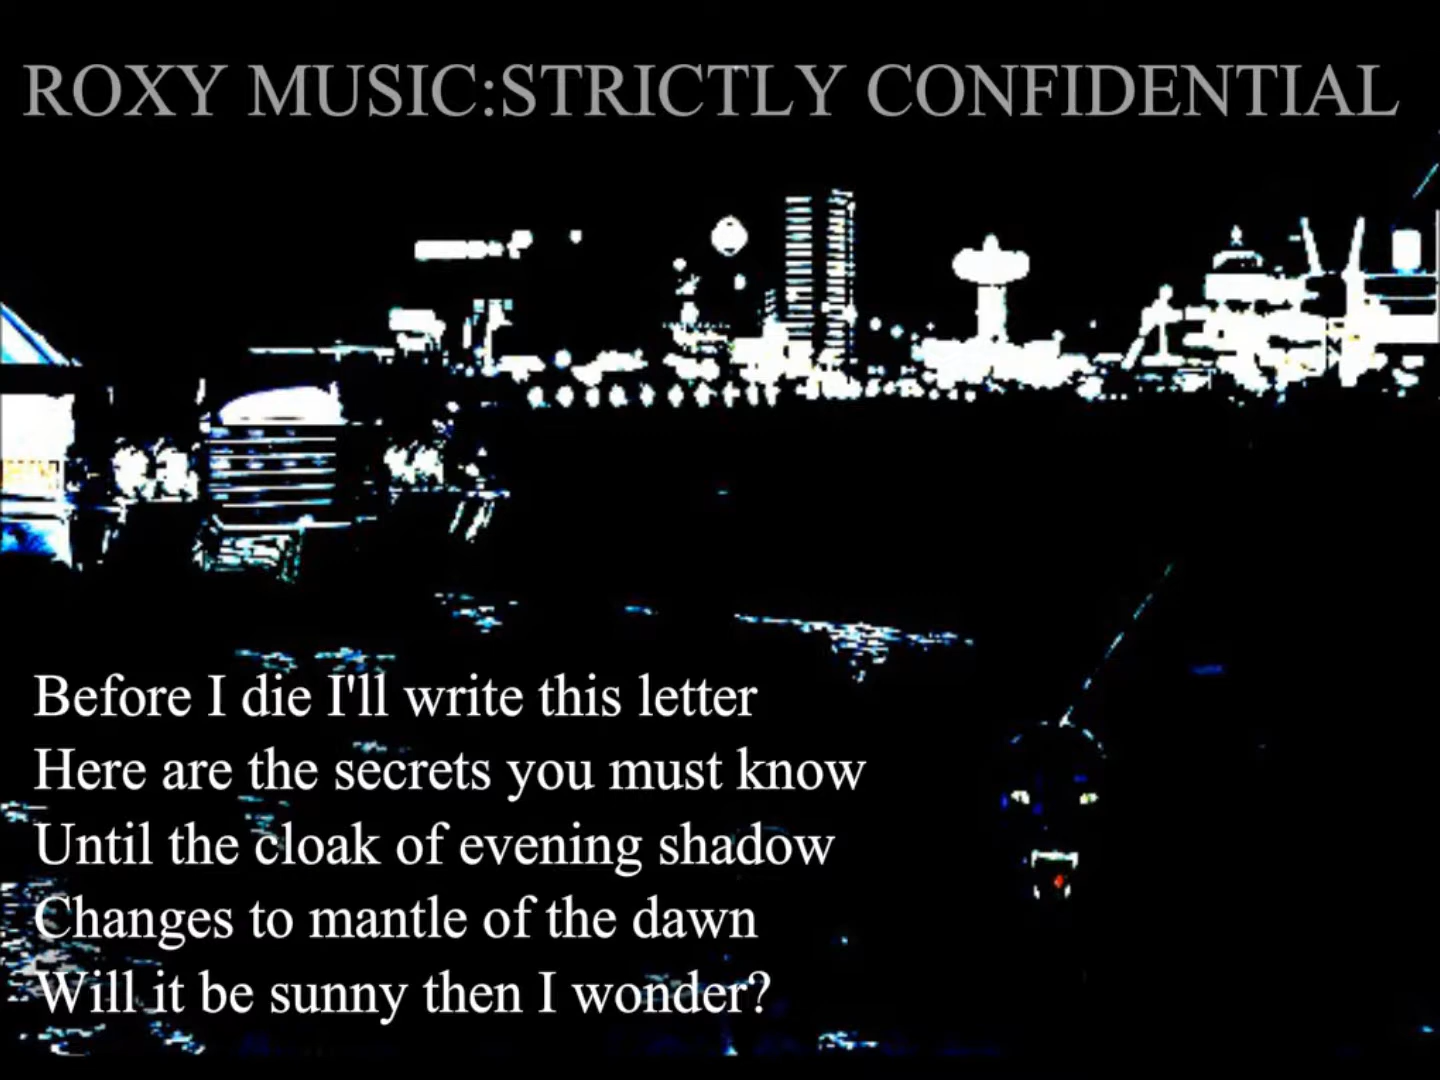 ROXY MUSIC:STRICTLY CONFIDENTIAL
Before I die I'll write this letter
Here are the secrets you must know
Until the cloak of evening shadow
Changes to mantle of the dawn
Will it be sunny then I wonder?